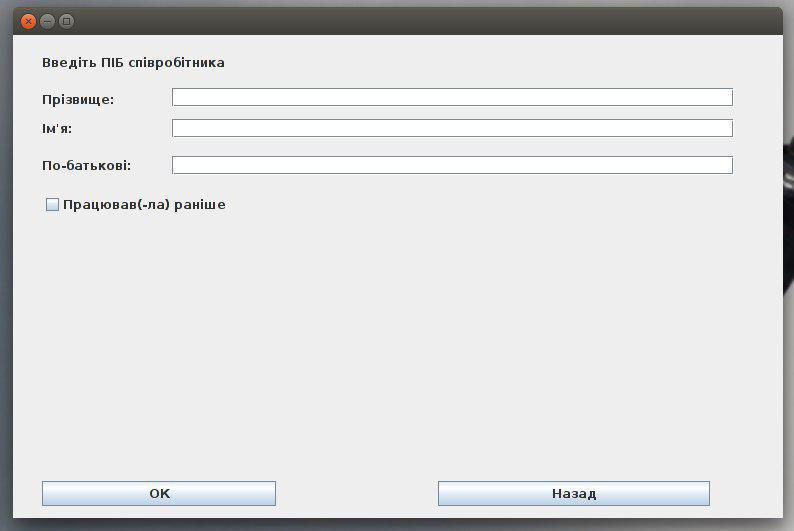 Введіть ПІБ співробітника
Прізвище:
Ім'я:
По-батькові:
Працював(-ла) раніше
OK
Назад